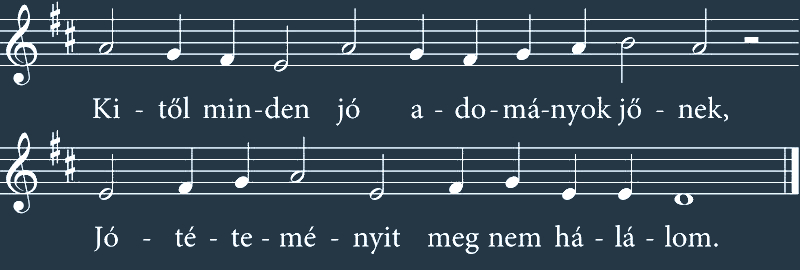 Ki - től min-den jó a - do-má-nyok jő - nek,
Jó - té - te - mé - nyit meg nem há - lá - lom.